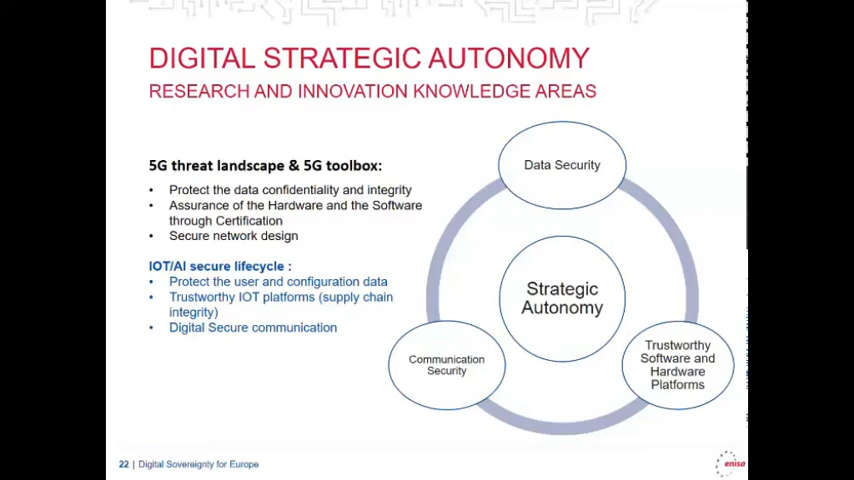 DIGITAL STRATEGIC AUTONOMY
RESEARCH AND INNOVATION KNOWLEDGE AREAS
5G threat landscape & 5G toolbox:
• Protect the data confidentiality and integrity
• Assurance of the Hardware and the Software
through Certification
• Secure network design
IOT/AI secure lifecycle :
• Protect the user and configuration data
• Trustworthy IOT platforms (supply chain
integrity)
• Digital Secure communication
Data Security
Strategic
Autonomy
Communication
Security
Trustworthy
Software and
Hardware
Platforms
22 | Digital Sovereignty for Europe
enisa